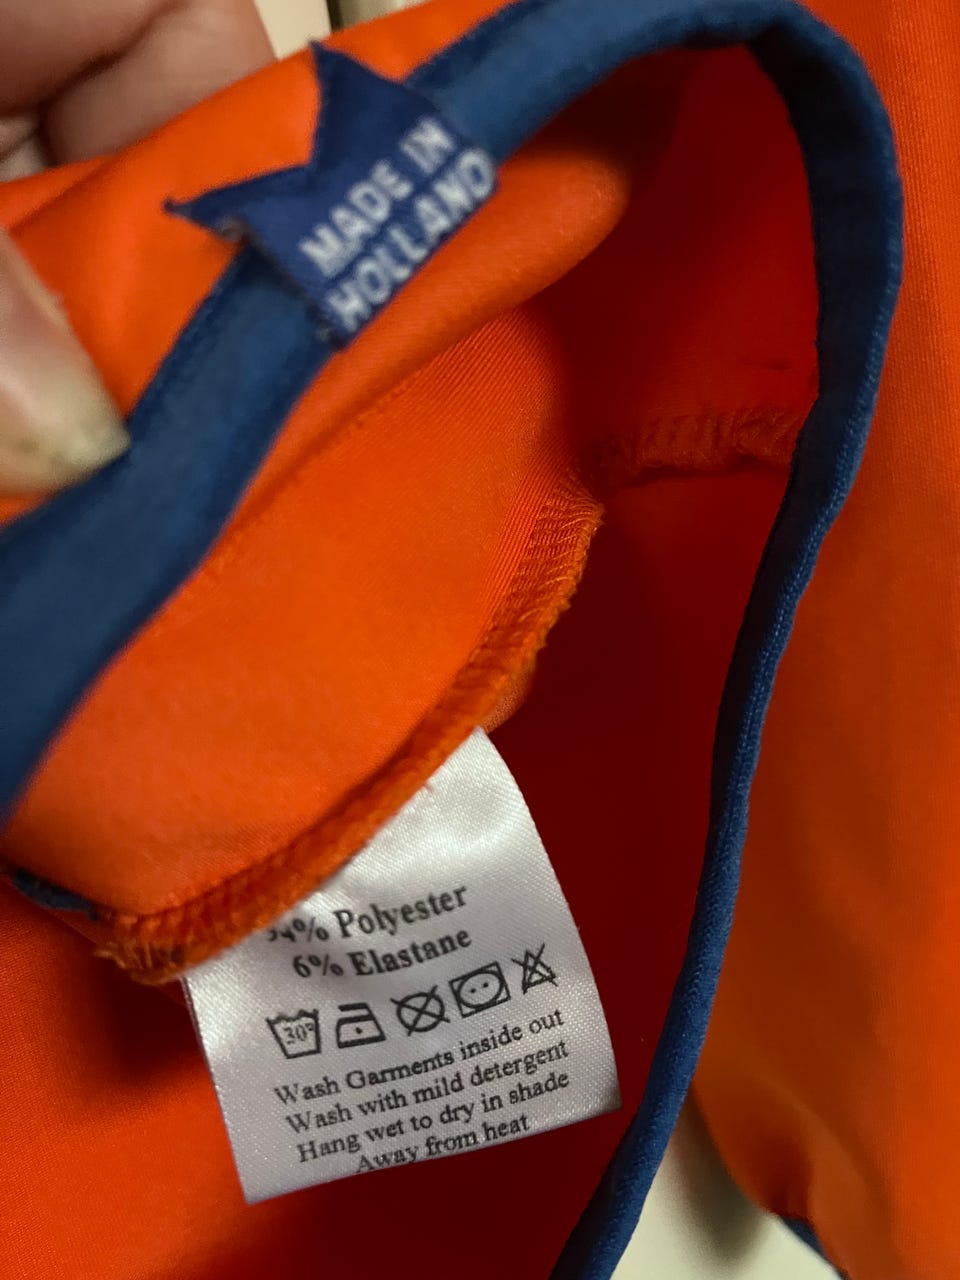 MADE IN
HOLLAND
94% Polyester
6% Elastane
30°
Wash Garments inside out
Wash with mild detergent
Hang wet to dry in shade
Away from heat